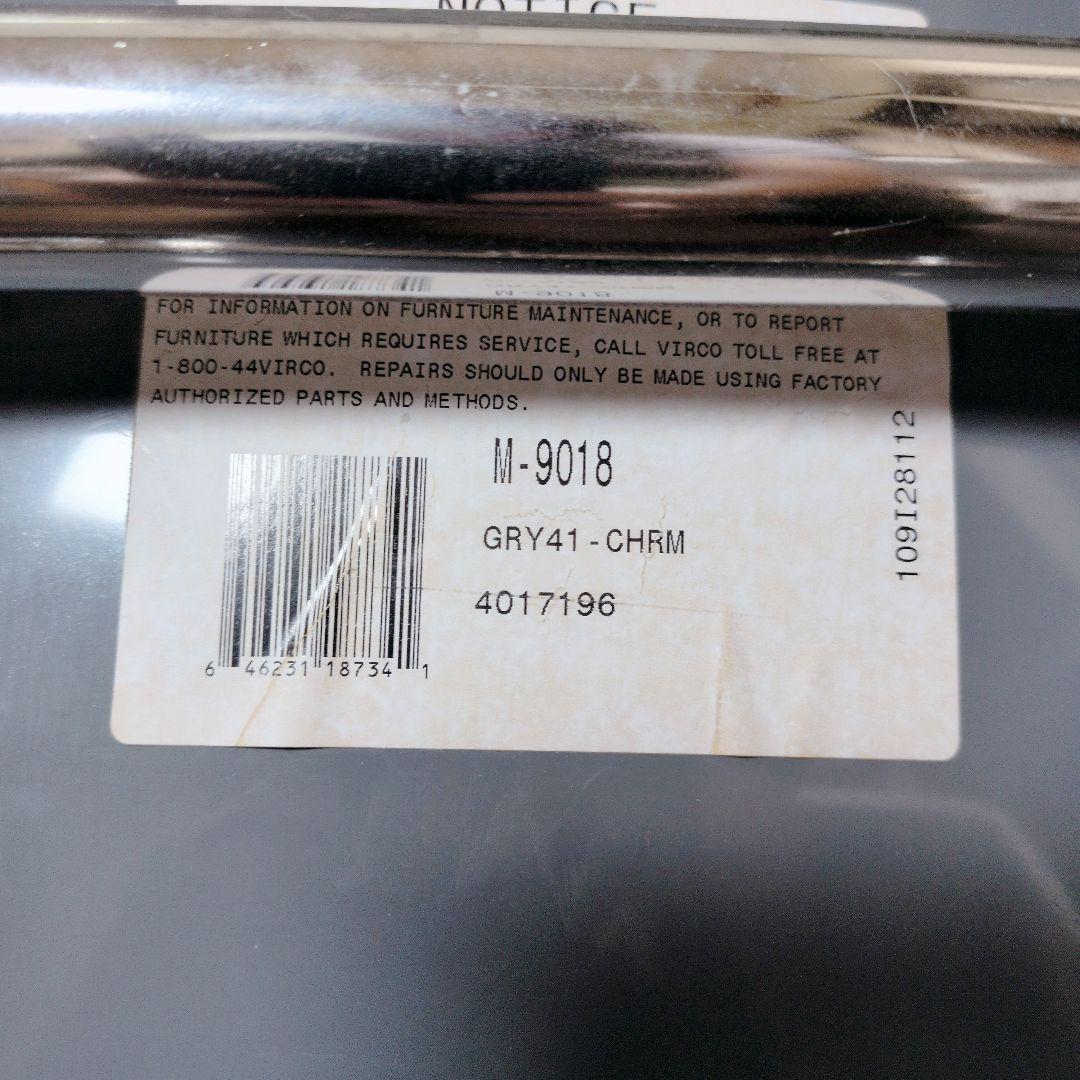 NOTICE
FOR INFORMATION ON FURNITURE MAINTENANCE, OR TO REPORT
FURNITURE WHICH REQUIRES SERVICE, CALL VIRCO TOLL FREE AT
1-800-44VIRCO. REPAIRS SHOULD ONLY BE MADE USING FACTORY
AUTHORIZED PARTS AND METHODS.
M-9018
GRY41-CHRM
4017196
6 46231 18734 1
109I28112